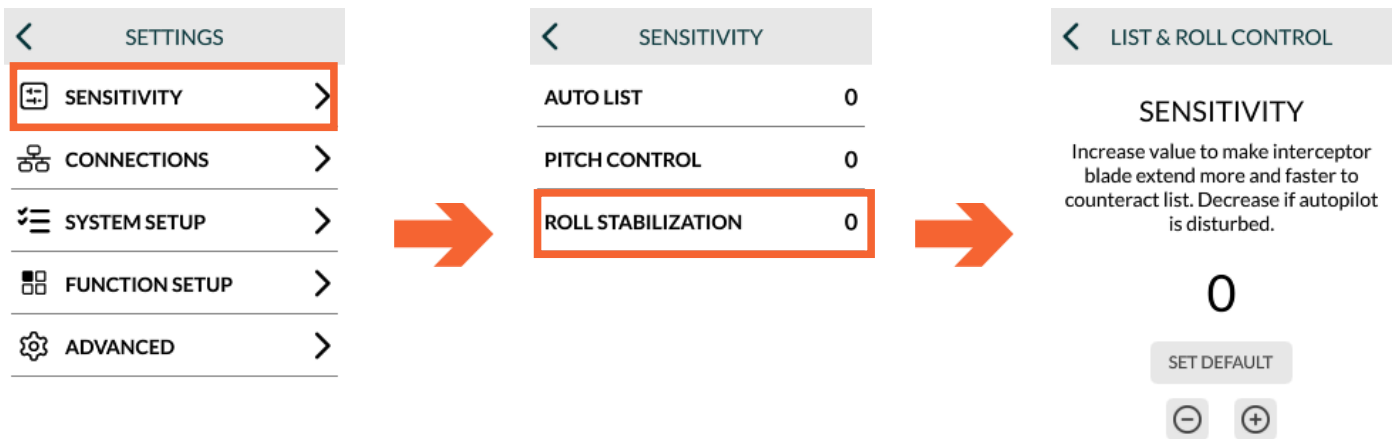 SETTINGS
SENSITIVITY
CONNECTIONS
SYSTEM SETUP
FUNCTION SETUP
ADVANCED
SENSITIVITY
AUTO LIST 0
PITCH CONTROL 0
ROLL STABILIZATION 0
LIST & ROLL CONTROL
SENSITIVITY
Increase value to make interceptor
blade extend more and faster to
counteract list. Decrease if autopilot
is disturbed.
0
SET DEFAULT